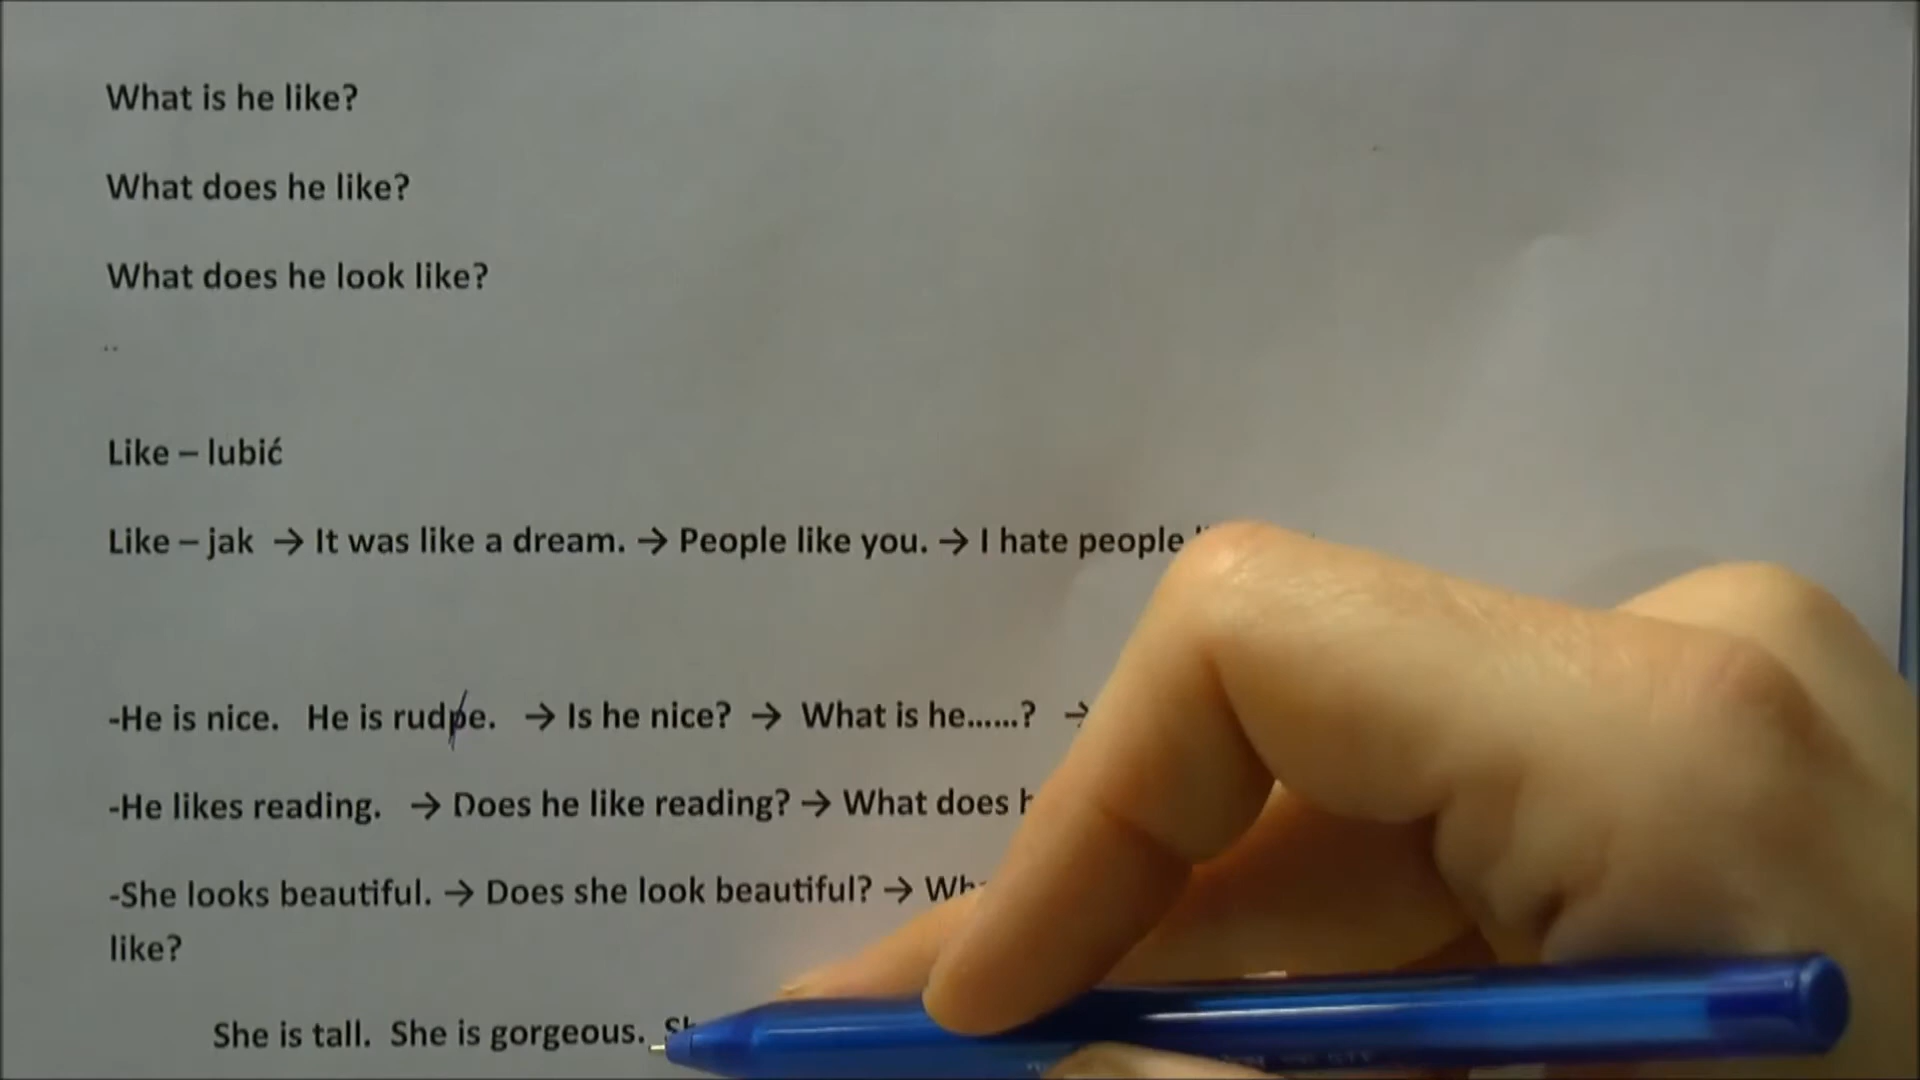 What is he like?
What does he like?
What does he look like?
..
Like – lubić
Like – jak → It was like a dream. → People like you. → I hate people
-He is nice. He is rudpe. → Is he nice? → What is he......? →
-He likes reading. → Does he like reading? → What does
-She looks beautiful. → Does she look beautiful? →
like?
She is tall. She is gorgeous.